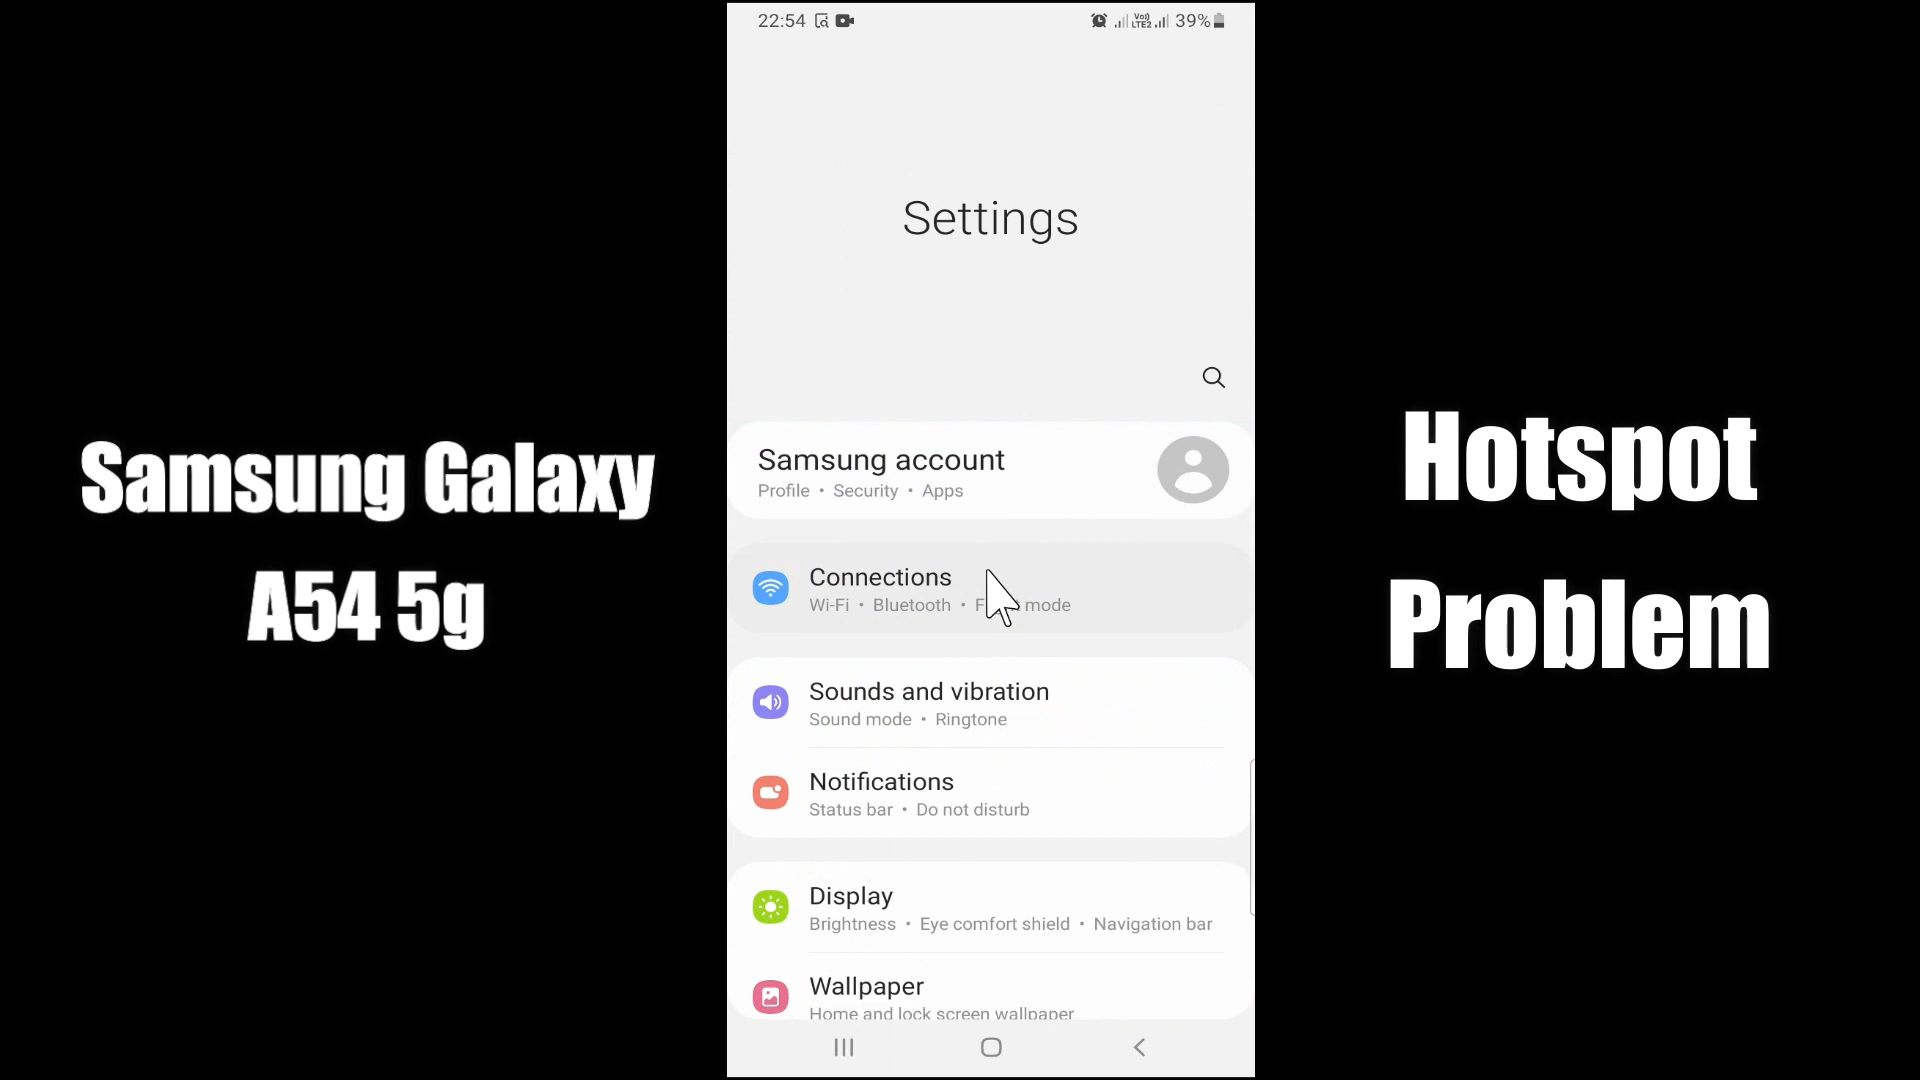 22:54
Vo)) LTE2 39%
Settings
Samsung account
Profile • Security • Apps
Connections
Wi-Fi • Bluetooth • F mode
Sounds and vibration
Sound mode • Ringtone
Notifications
Status bar • Do not disturb
Display
Brightness • Eye comfort shield • Navigation bar
Wallpaper
Home and lock screen wallpaper
Samsung Galaxy
A54 5g
Hotspot
Problem